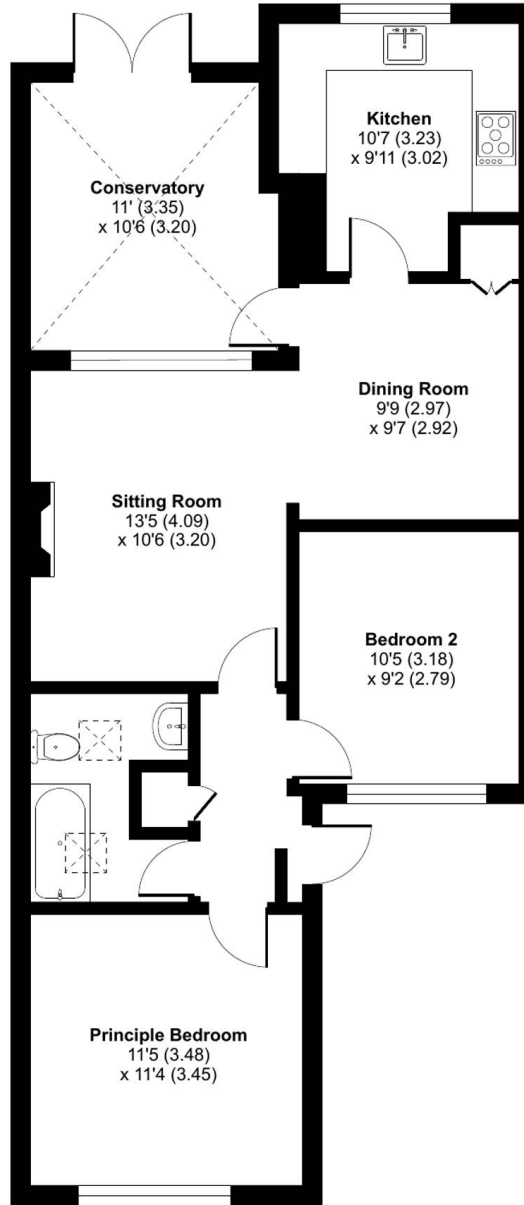 Kitchen
10'7 (3.23)
x 9'11 (3.02)
Conservatory
11' (3.35)
x 10'6 (3.20)
Dining Room
9'9 (2.97)
x 9'7 (2.92)
Sitting Room
13'5 (4.09)
x 10'6 (3.20)
Bedroom 2
10'5 (3.18)
x 9'2 (2.79)
Principle Bedroom
11'5 (3.48)
x 11'4 (3.45)